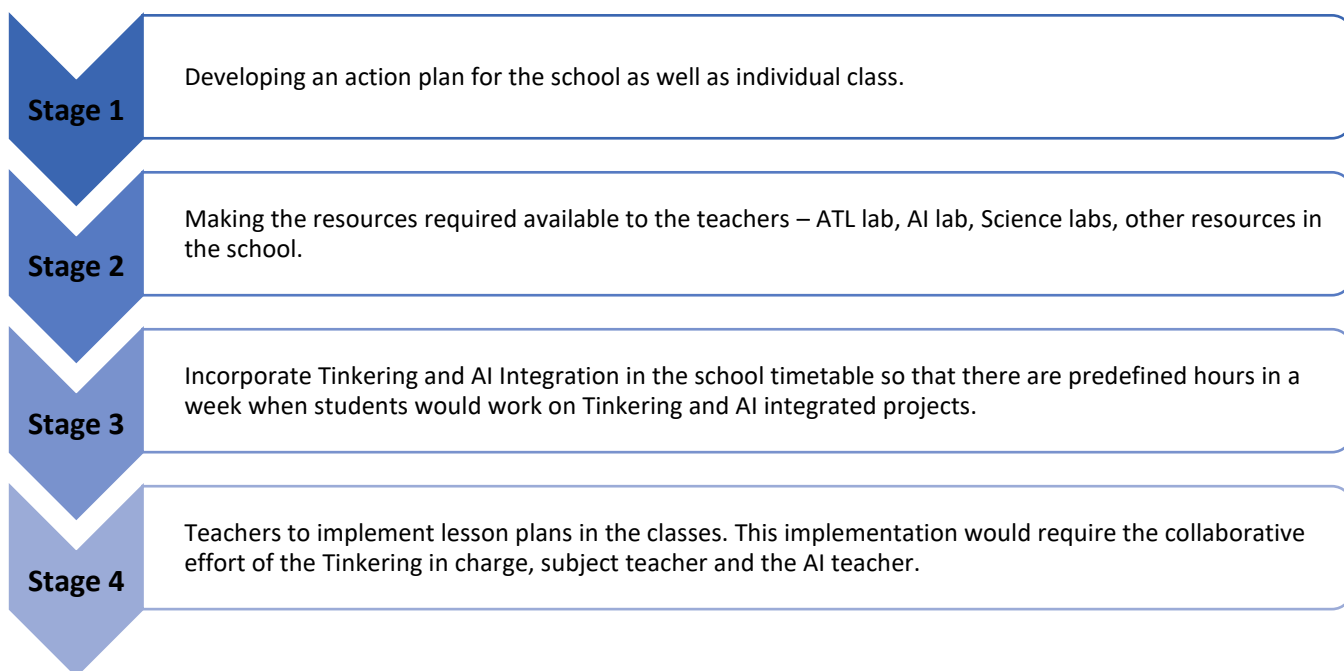 Stage 1
Developing an action plan for the school as well as individual class.
Stage 2
Making the resources required available to the teachers – ATL lab, AI lab, Science labs, other resources in
the school.
Stage 3
Incorporate Tinkering and AI Integration in the school timetable so that there are predefined hours in a
week when students would work on Tinkering and AI integrated projects.
Stage 4
Teachers to implement lesson plans in the classes. This implementation would require the collaborative
effort of the Tinkering in charge, subject teacher and the AI teacher.